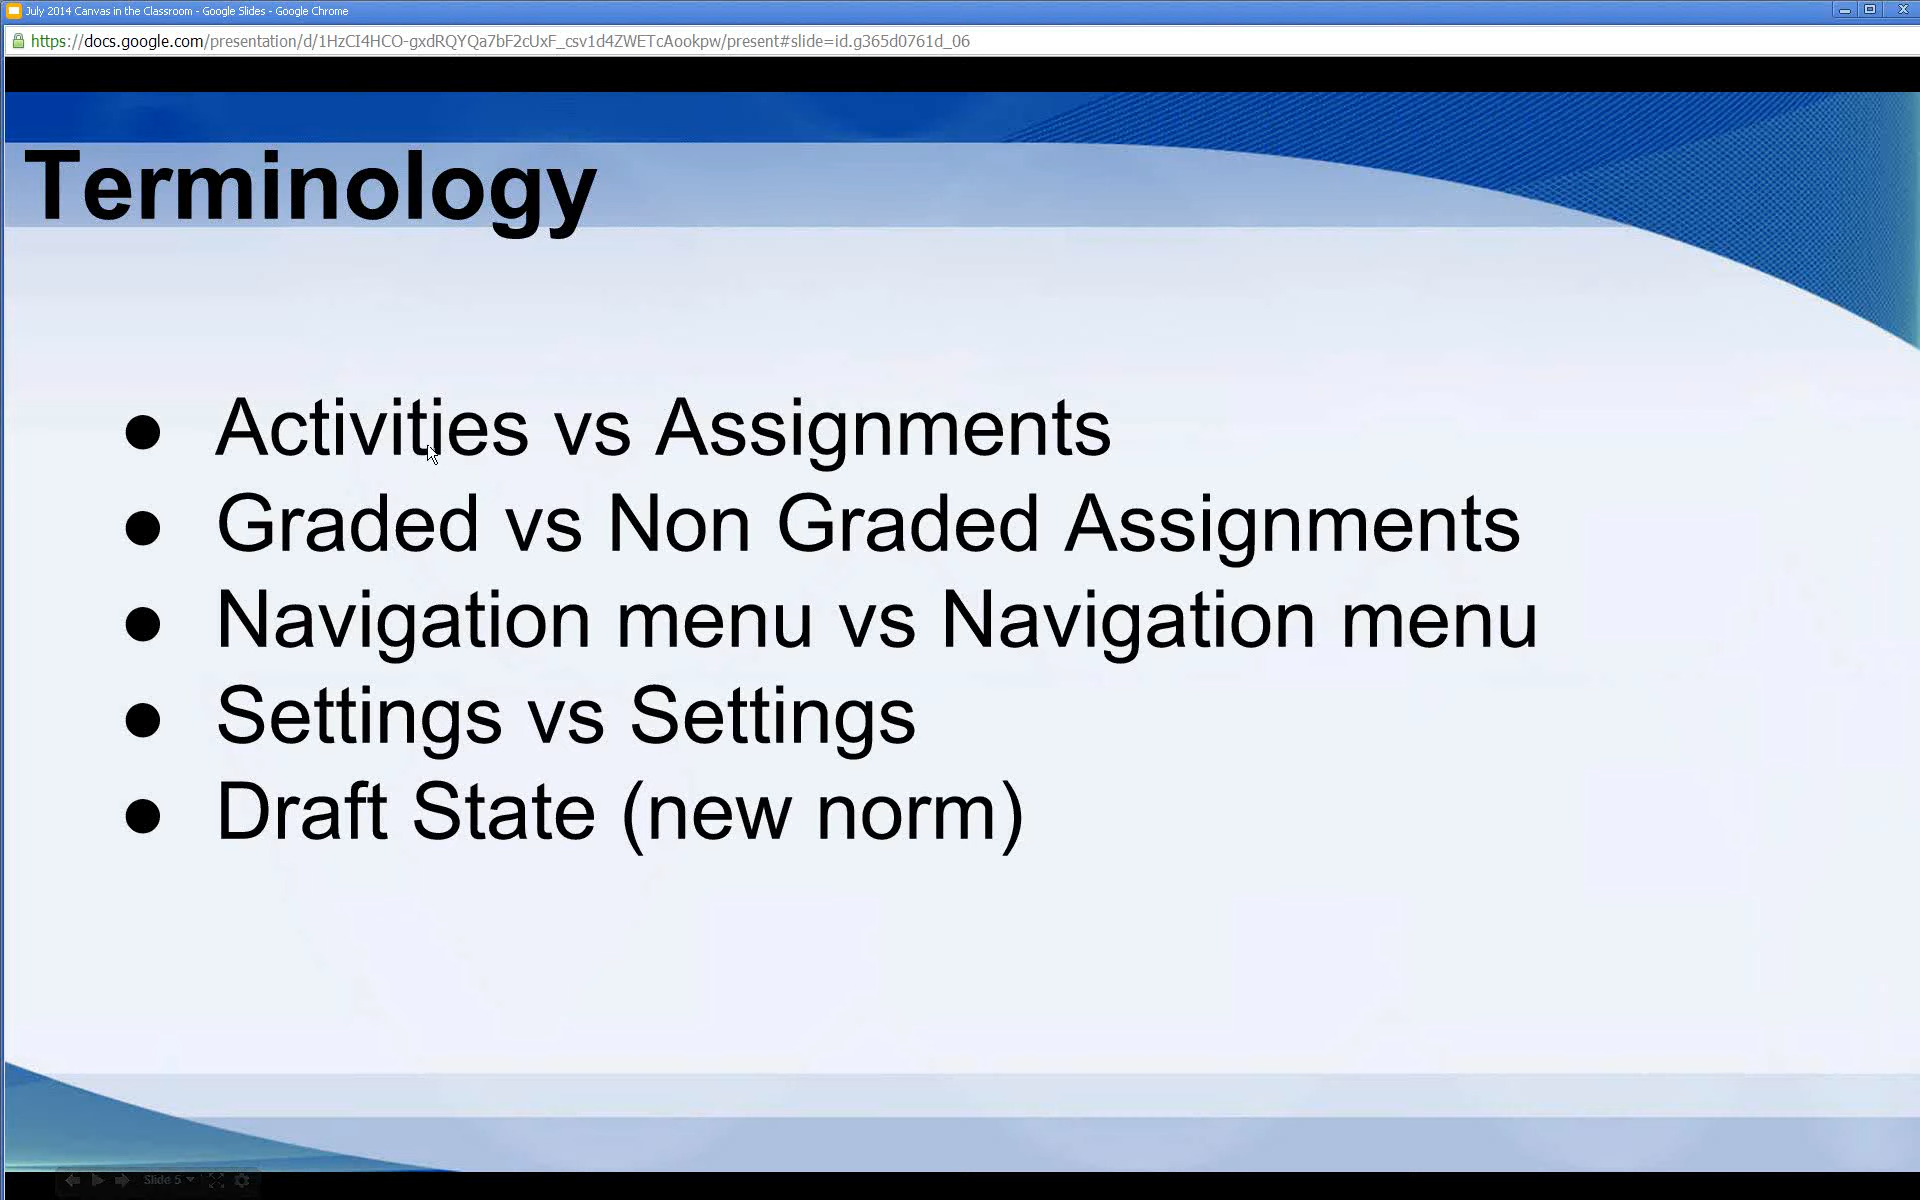 July 2014 Canvas in the Classroom - Google Slides - Google Chrome
https://docs.google.com/presentation/d/1HzCI4HCO-gxdRQYQa7bF2cUxF_csv1d4ZWETcAookpw/present#slide=id.g365d0761d_06
Terminology
● Activities vs Assignments
● Graded vs Non Graded Assignments
● Navigation menu vs Navigation menu
● Settings vs Settings
● Draft State (new norm)
Slide 5